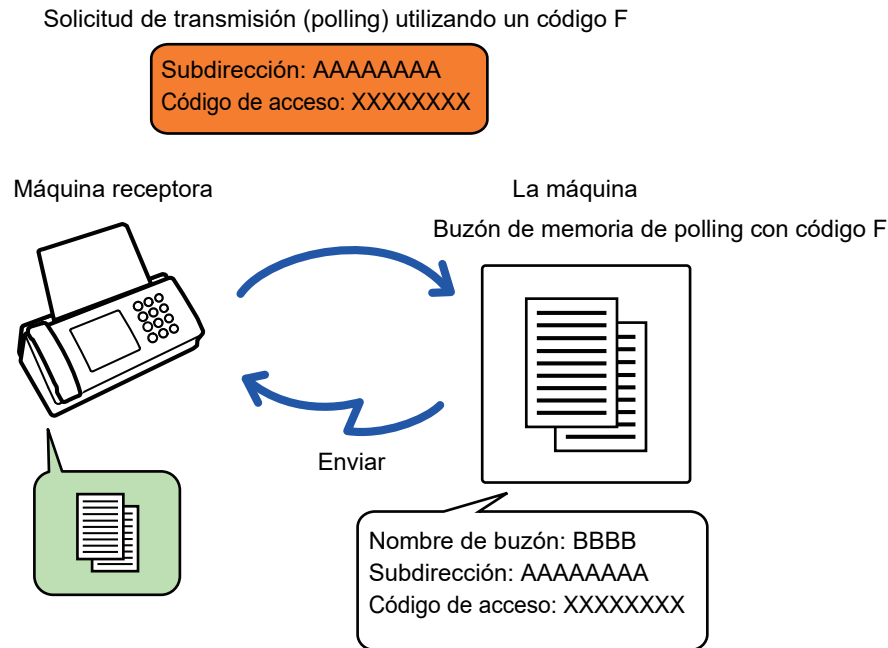 Solicitud de transmisión (polling) utilizando un código F
Subdirección: AAAAAAAA
Código de acceso: XXXXXXXX
Máquina receptora
La máquina
Buzón de memoria de polling con código F
Enviar
Nombre de buzón: BBBB
Subdirección: AAAAAAAA
Código de acceso: XXXXXXXX